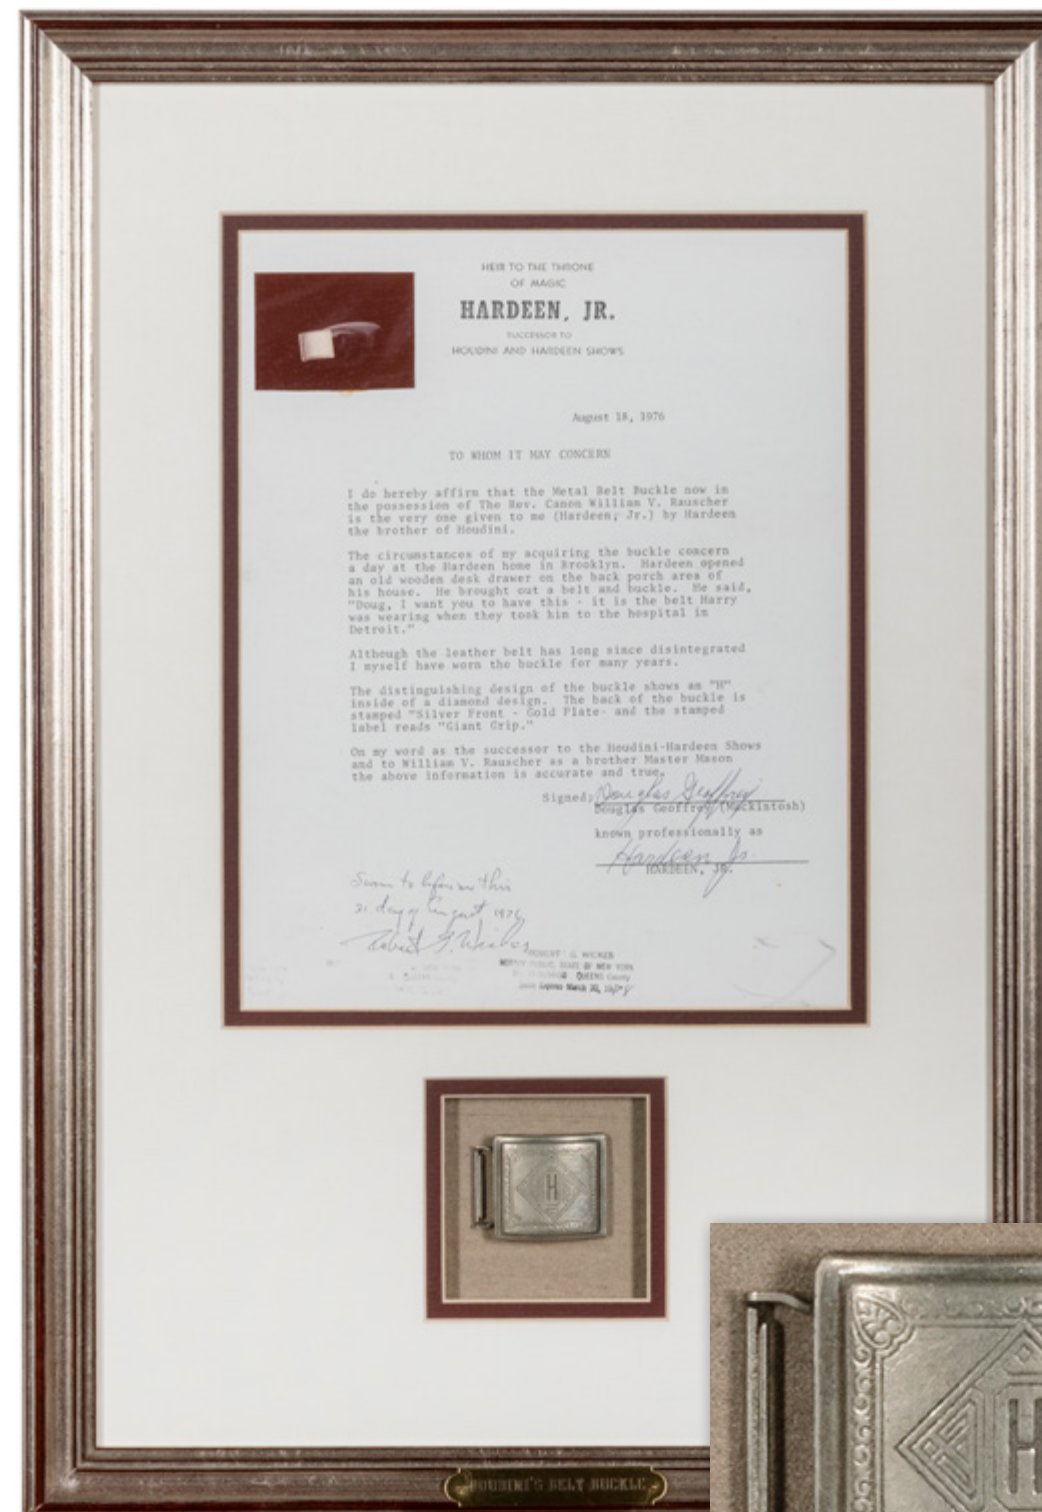 HEIR TO THE THRONE
OF MAGIC
HARDEEN, JR.
SUCCESSOR TO
HOUDINI AND HARDEEN SHOWS
August 18, 1976
TO WHOM IT MAY CONCERN
I do hereby affirm that the Metal Belt Buckle now in
the possession of The Rev. Canon William V. Rauscher
is the very one given to me (Hardeen, Jr.) by Hardeen
the brother of Houdini.
The circumstances of my acquiring the buckle concern
a day at the Hardeen home in Brooklyn.  Hardeen opened
an old wooden desk drawer on the back porch area of
his house.  He brought out a belt and buckle.  He said,
"Doug, I want you to have this - it is the belt Harry
was wearing when they took him to the hospital in
Detroit."
Although the leather belt has long since disintegrated
I myself have worn the buckle for many years.
The distinguishing design of the buckle shows an "H"
inside of a diamond design.  The back of the buckle is
stamped "Silver Front - Gold Plate- and the stamped
label reads "Giant Grip."
On my word as the successor to the Houdini-Hardeen Shows
and to William V. Rauscher as a brother Master Mason
the above information is accurate and true.
Signed: Douglas Geoffrey
Douglas Geoffrey (Mackintosh)
known professionally as
Hardeen Jr.
HARDEEN, JR.
Sworn to before me this
21 day of August 1976
Robert G. Wickes
ROBERT G. WICKES
NOTARY PUBLIC, STATE OF NEW YORK
QUEENS County
Expires March 30, 1978
H
HOUDINI'S BELT BUCKLE
H